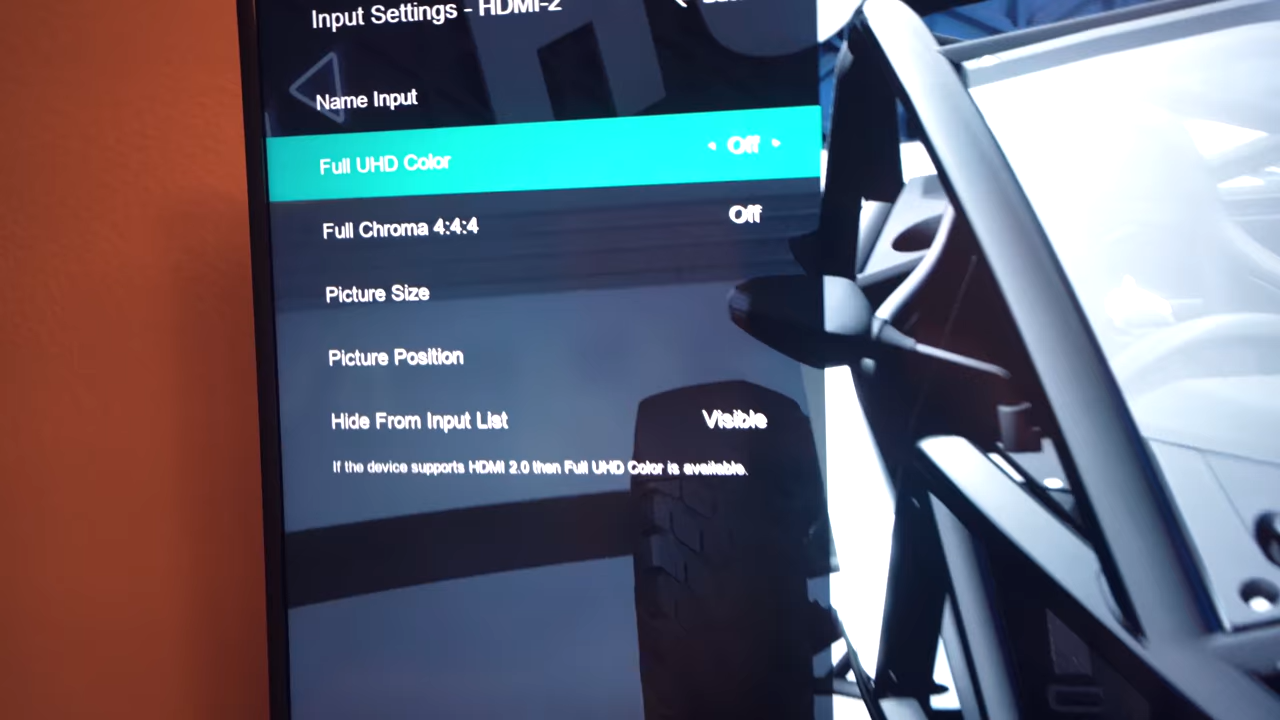 Input Settings - HDMI-2
Name Input
Full UHD Color Off
Full Chroma 4:4:4 Off
Picture Size
Picture Position
Hide From Input List Visible
If the device supports HDMI 2.0 then Full UHD Color is available.